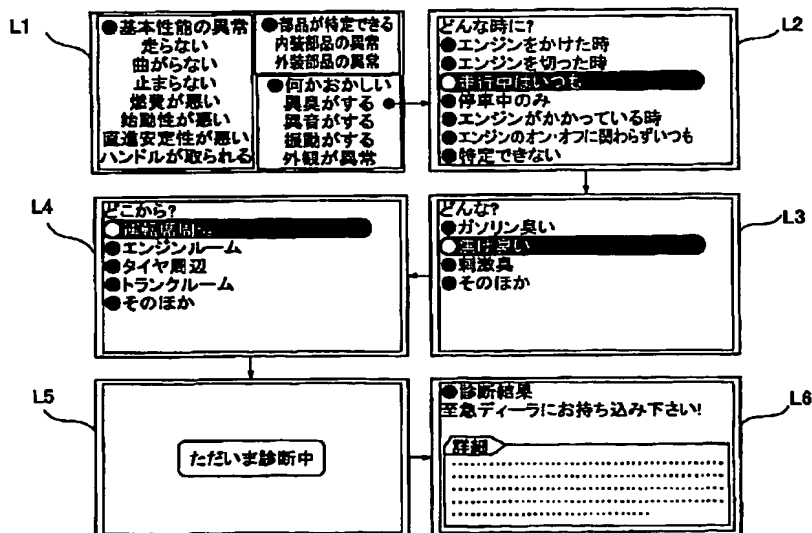 L1
●基本性能の異常
走らない
曲がらない
止まらない
燃費が悪い
始動性が悪い
直進安定性が悪い
ハンドルが取られる
●部品が特定できる
内装部品の異常
外装部品の異常
●何かおかしい
異臭がする
異音がする
振動がする
外観が異常
L2
どんな時に?
●エンジンをかけた時
●エンジンを切った時
走行中はいつも
●停車中のみ
●エンジンがかかっている時
●エンジンのオン・オフに関わらずいつも
●特定できない
L4
どこから?
●エンジンルーム
●タイヤ周辺
●トランクルーム
●そのほか
L3
どんな?
●ガソリン臭い
●刺激臭
●そのほか
L5
ただいま診断中
L6
●診断結果
至急ディーラにお持ち込み下さい!
詳細